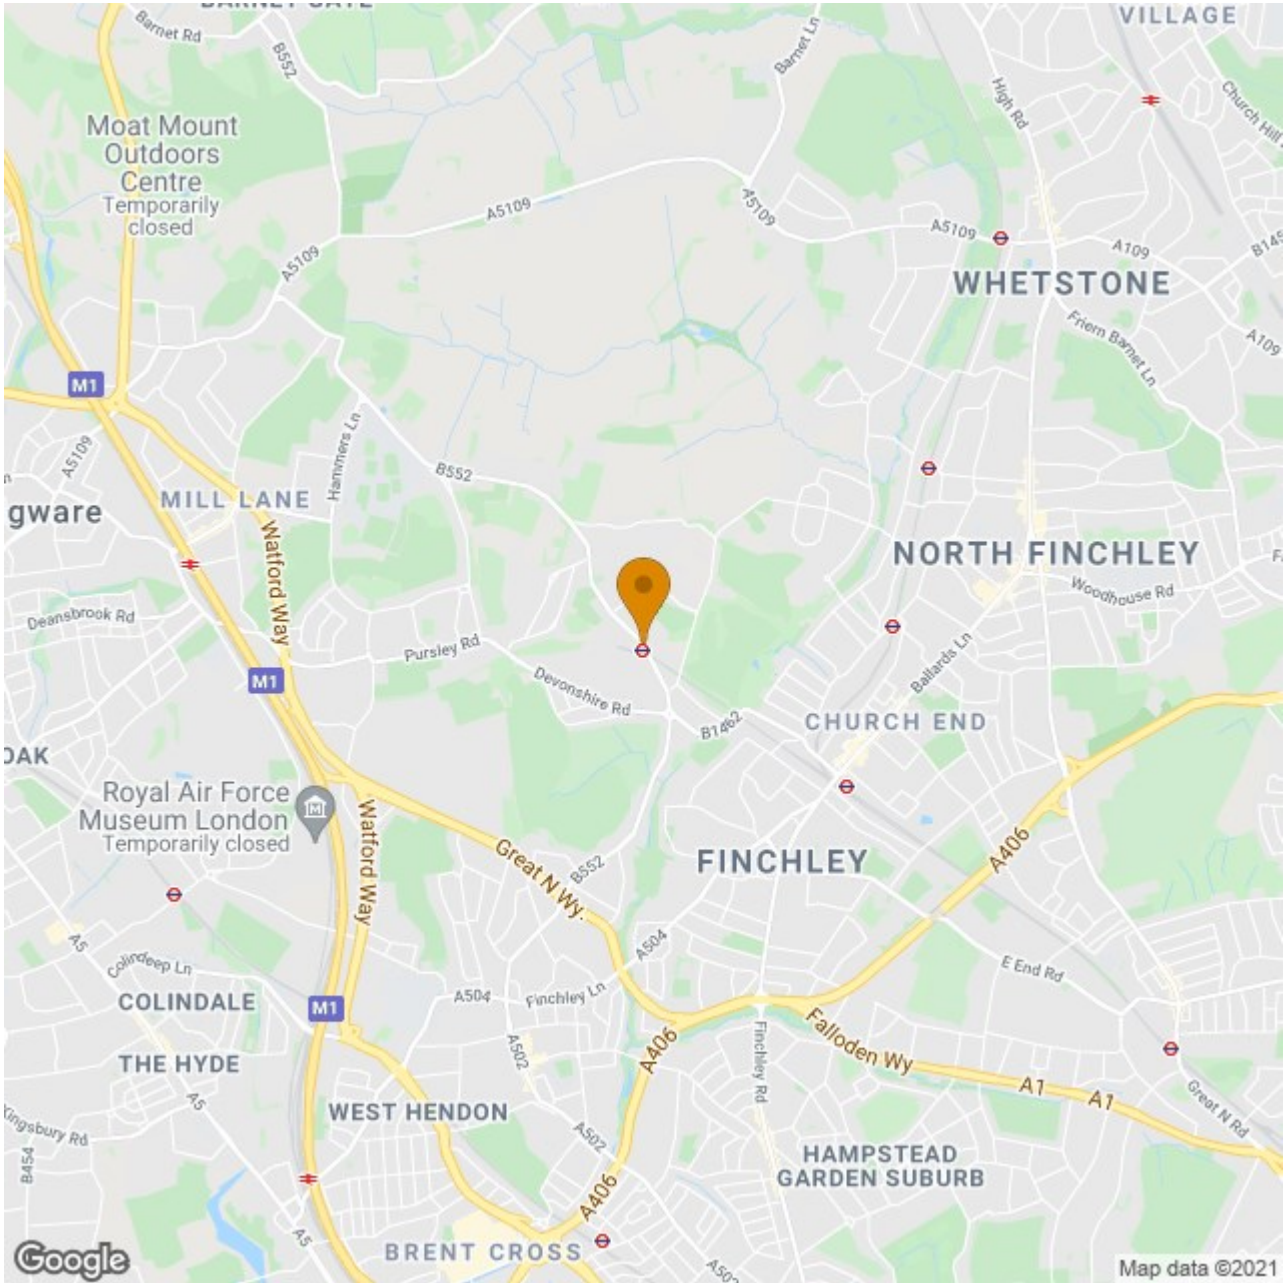 BARNET GATE
VILLAGE
Barnet Rd
B552
Barnet Ln
High Rd
Church Hill
Moat Mount
Outdoors
Centre
Temporarily
closed
A5109
A5109
A5109
A5109
A109
B145
WHETSTONE
Friern Barnet Ln
A109
M1
A5109
Hammers Ln
B552
MILL LANE
gware
Watford Way
NORTH FINCHLEY
Woodhouse Rd
Deansbrook Rd
Pursley Rd
Ballards Ln
M1
Devonshire Rd
B1462
CHURCH END
OAK
Royal Air Force
Museum London
Temporarily closed
Watford Way
Great N Wy.
B552
FINCHLEY
A406
A5
A504
Colindeep Ln
E End Rd
COLINDALE
M1
A504
Finchley Ln
Falloden Wy
THE HYDE
A502
A406
Finchley Rd
A1
A1
A5
Great N Rd
Kingsbury Rd
WEST HENDON
A502
B454
HAMPSTEAD
GARDEN SUBURB
A406
A5
BRENT CROSS
A502
Google
Map data ©2021